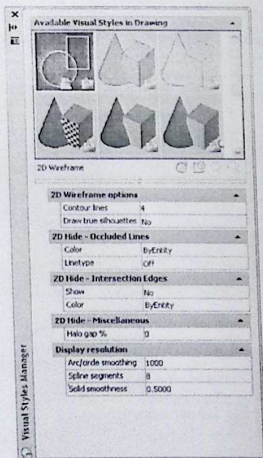 Available Visual Styles in Drawing
2D Wireframe
2D Wireframe options
Contour lines 4
Draw true silhouettes No
2D Hide - Occluded Lines
Color ByEntity
Linetype Off
2D Hide - Intersection Edges
Show No
Color ByEntity
2D Hide - Miscellaneous
Halo gap % 0
Display resolution
Arc/circle smoothing 1000
Spline segments 8
Solid smoothness 0.5000
Visual Styles Manager